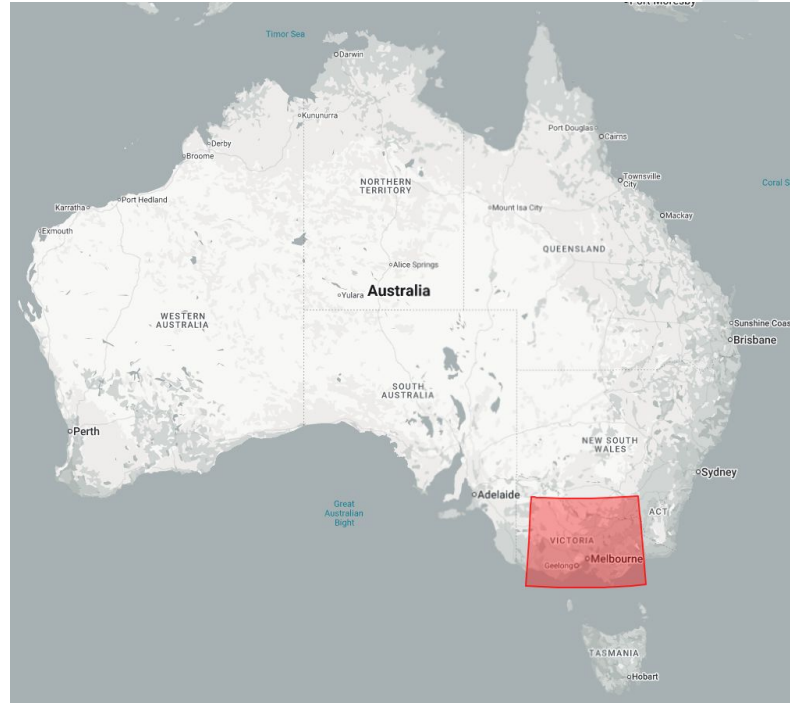 Port Moresby
Timor Sea
Darwin
Kununurra
Port Douglas
Cairns
Derby
Broome
NORTHERN
TERRITORY
Townsville
City
Coral S
Karratha
Port Hedland
Mount Isa City
Mackay
Exmouth
QUEENSLAND
Alice Springs
Yulara
Australia
WESTERN
AUSTRALIA
Sunshine Coas
Brisbane
SOUTH
AUSTRALIA
Perth
NEW SOUTH
WALES
Sydney
Adelaide
Great
Australian
Bight
ACT
VICTORIA
Melbourne
Geelong
TASMANIA
Hobart